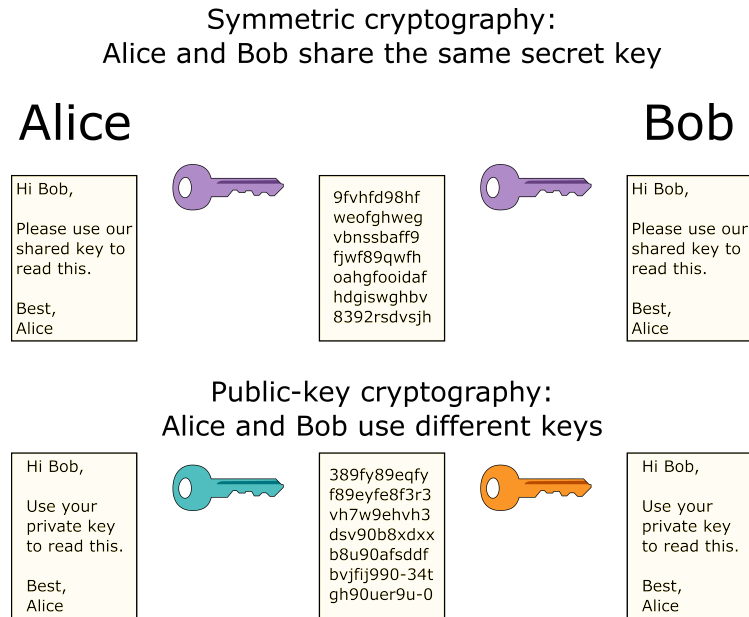 Symmetric cryptography:
Alice and Bob share the same secret key
Alice
Bob
Hi Bob,
Please use our
shared key to
read this.
Best,
Alice
9fvhfd98hf
weofghweg
vbnssbaff9
fjwf89qwfh
oahgfooidaf
hdgiswghbv
8392rsdvsjh
Hi Bob,
Please use our
shared key to
read this.
Best,
Alice
Public-key cryptography:
Alice and Bob use different keys
Hi Bob,
Use your
private key
to read this.
Best,
Alice
389fy89eqfy
f89eyfe8f3r3
vh7w9ehvh3
dsv90b8xdxx
b8u90afsddf
bvjfij990-34t
gh90uer9u-0
Hi Bob,
Use your
private key
to read this.
Best,
Alice